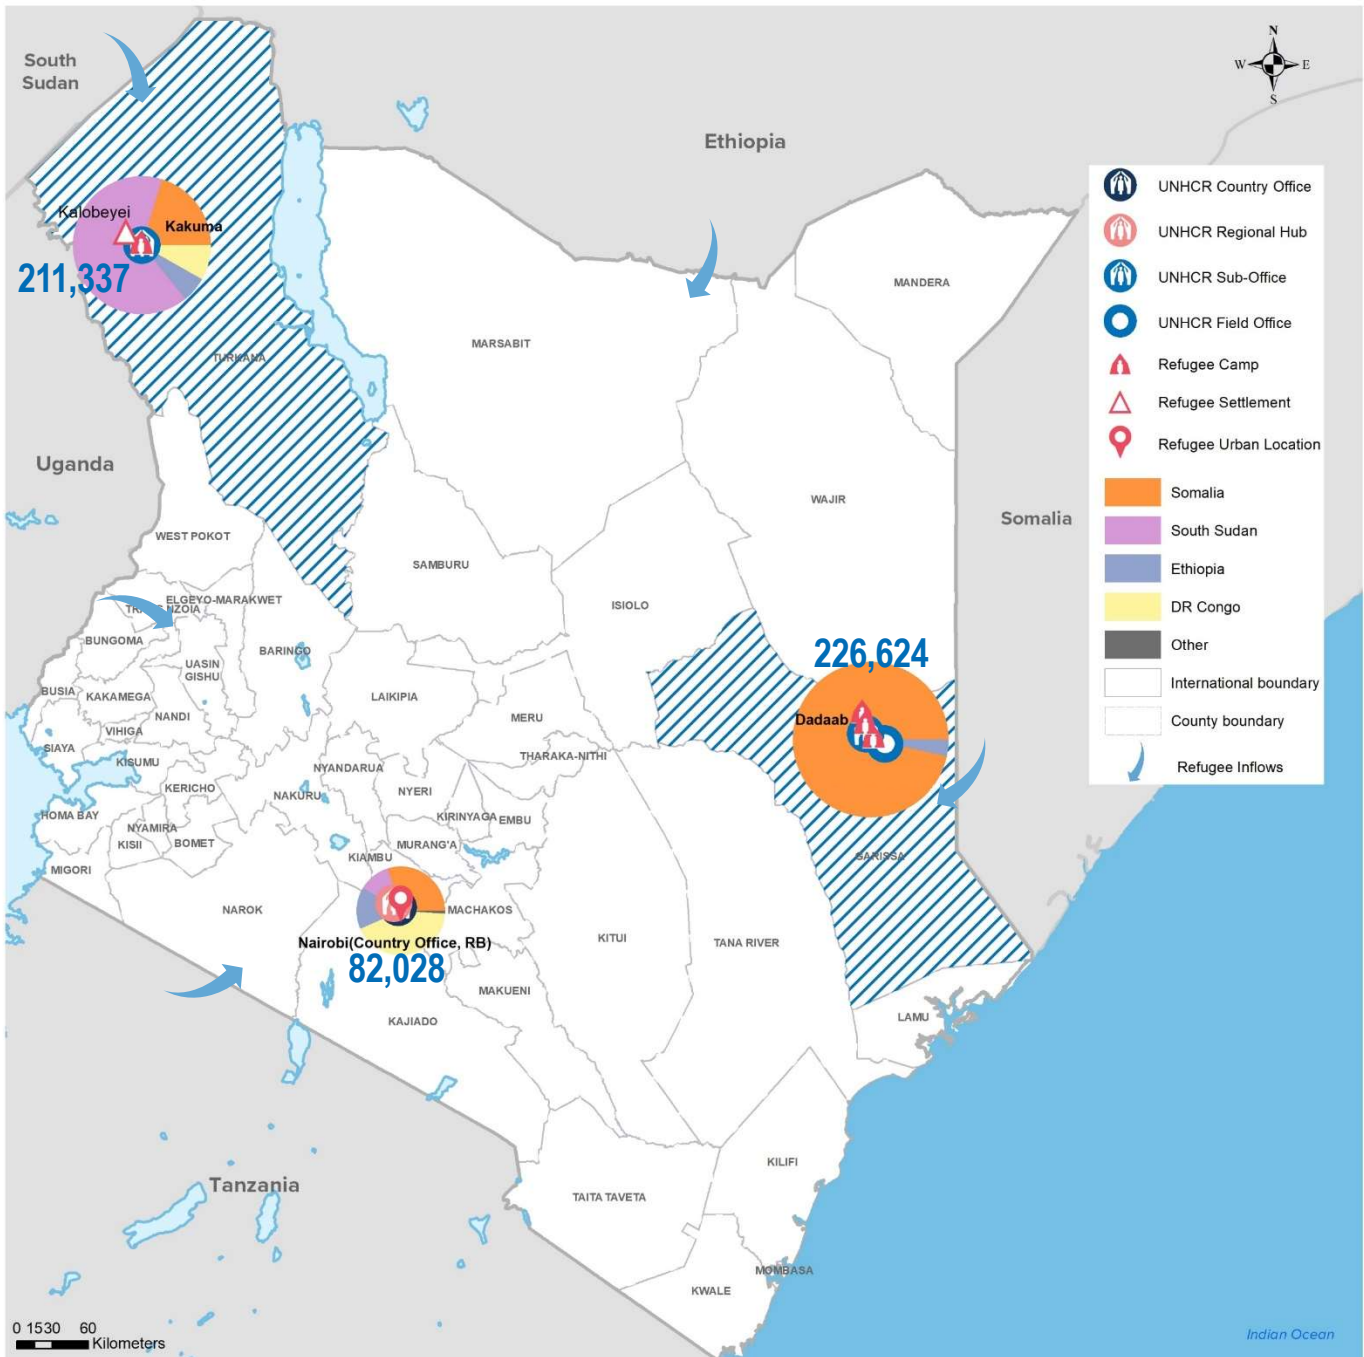 South
Sudan
N
W
E
S
Ethiopia
Kalobeyei
Kakuma
211,337
TURKANA
MARSABIT
MANDERA
UNHCR Country Office
UNHCR Regional Hub
UNHCR Sub-Office
UNHCR Field Office
Refugee Camp
Refugee Settlement
Refugee Urban Location
Somalia
South Sudan
Ethiopia
DR Congo
Other
International boundary
County boundary
Refugee Inflows
Uganda
WAJIR
Somalia
WEST POKOT
SAMBURU
ISIOLO
ELGEYO-MARAKWET
TRANS NZOIA
BUNGOMA
UASIN
GISHU
BARINGO
226,624
BUSIA
KAKAMEGA
LAIKIPIA
NANDI
MERU
Dadaab
VIHIGA
SIAYA
KISUMU
THARAKA-NITHI
NYANDARUA
KERICHO
NAKURU
NYERI
HOMA BAY
KIRINYAGA
EMBU
NYAMIRA
KISII
BOMET
MURANG'A
KIAMBU
GARISSA
MIGORI
NAROK
MACHAKOS
KITUI
TANA RIVER
Nairobi(Country Office, RB)
82,028
MAKUENI
KAJIADO
LAMU
KILIFI
Tanzania
TAITA TAVETA
MOMBASA
KWALE
0 1530 60
Kilometers
Indian Ocean